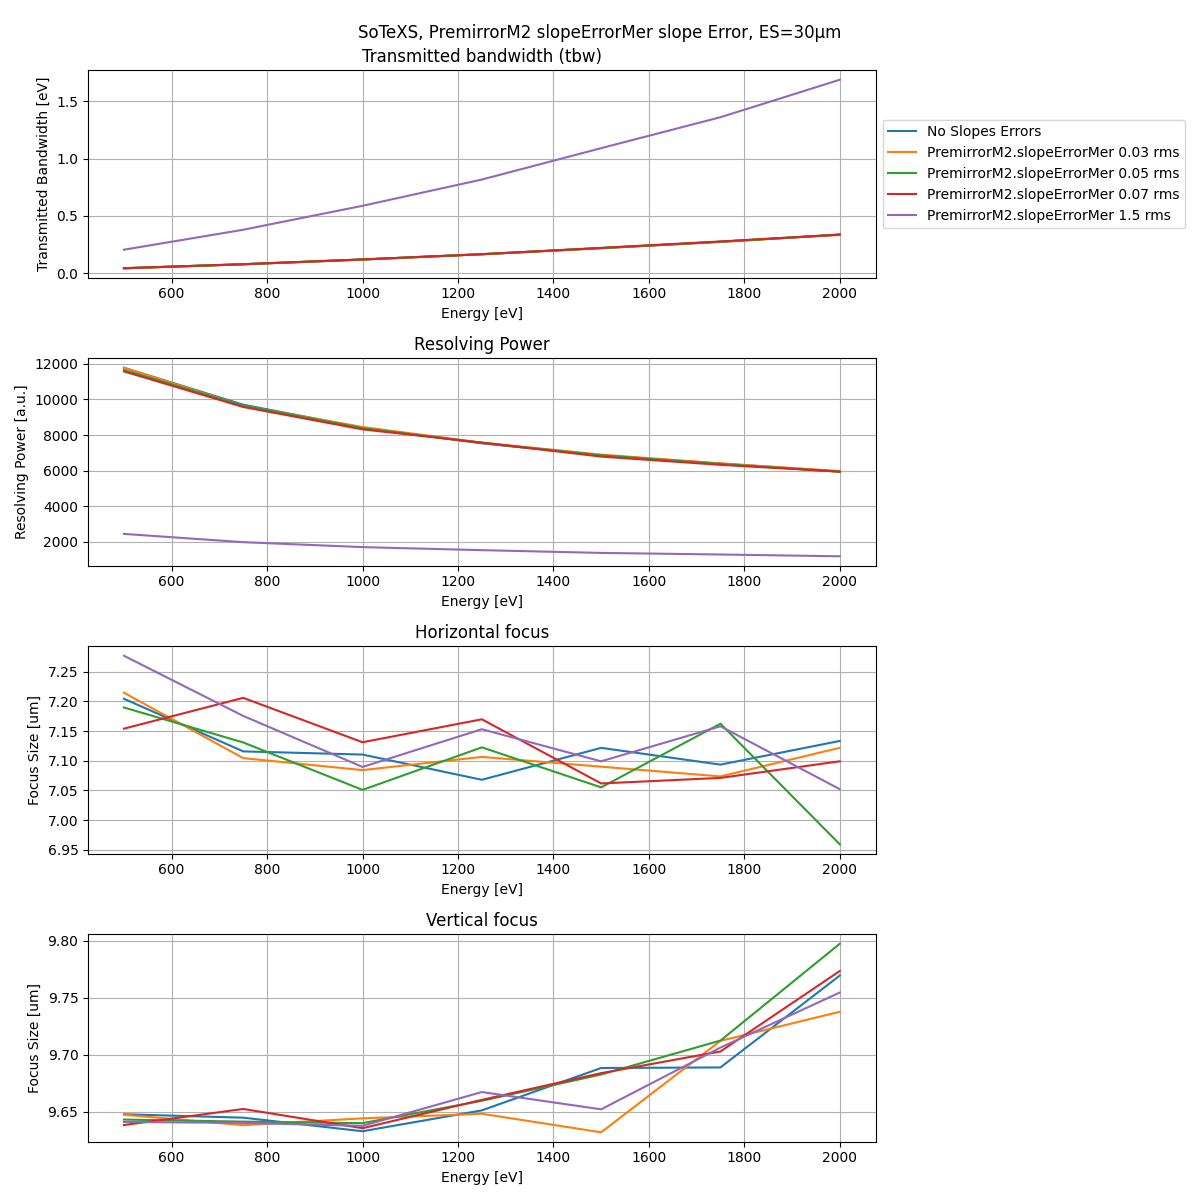 SoTeXS, PremirrorM2 slopeErrorMer slope Error, ES=30μm
Transmitted bandwidth (tbw)
Transmitted Bandwidth [eV]
1.5
1.0
0.5
0.0
600 800 1000 1200 1400 1600 1800 2000
Energy [eV]
No Slopes Errors
PremirrorM2.slopeErrorMer 0.03 rms
PremirrorM2.slopeErrorMer 0.05 rms
PremirrorM2.slopeErrorMer 0.07 rms
PremirrorM2.slopeErrorMer 1.5 rms
Resolving Power
Resolving Power [a.u.]
12000
10000
8000
6000
4000
2000
600 800 1000 1200 1400 1600 1800 2000
Energy [eV]
Horizontal focus
Focus Size [um]
7.25
7.20
7.15
7.10
7.05
7.00
6.95
600 800 1000 1200 1400 1600 1800 2000
Energy [eV]
Vertical focus
Focus Size [um]
9.80
9.75
9.70
9.65
600 800 1000 1200 1400 1600 1800 2000
Energy [eV]